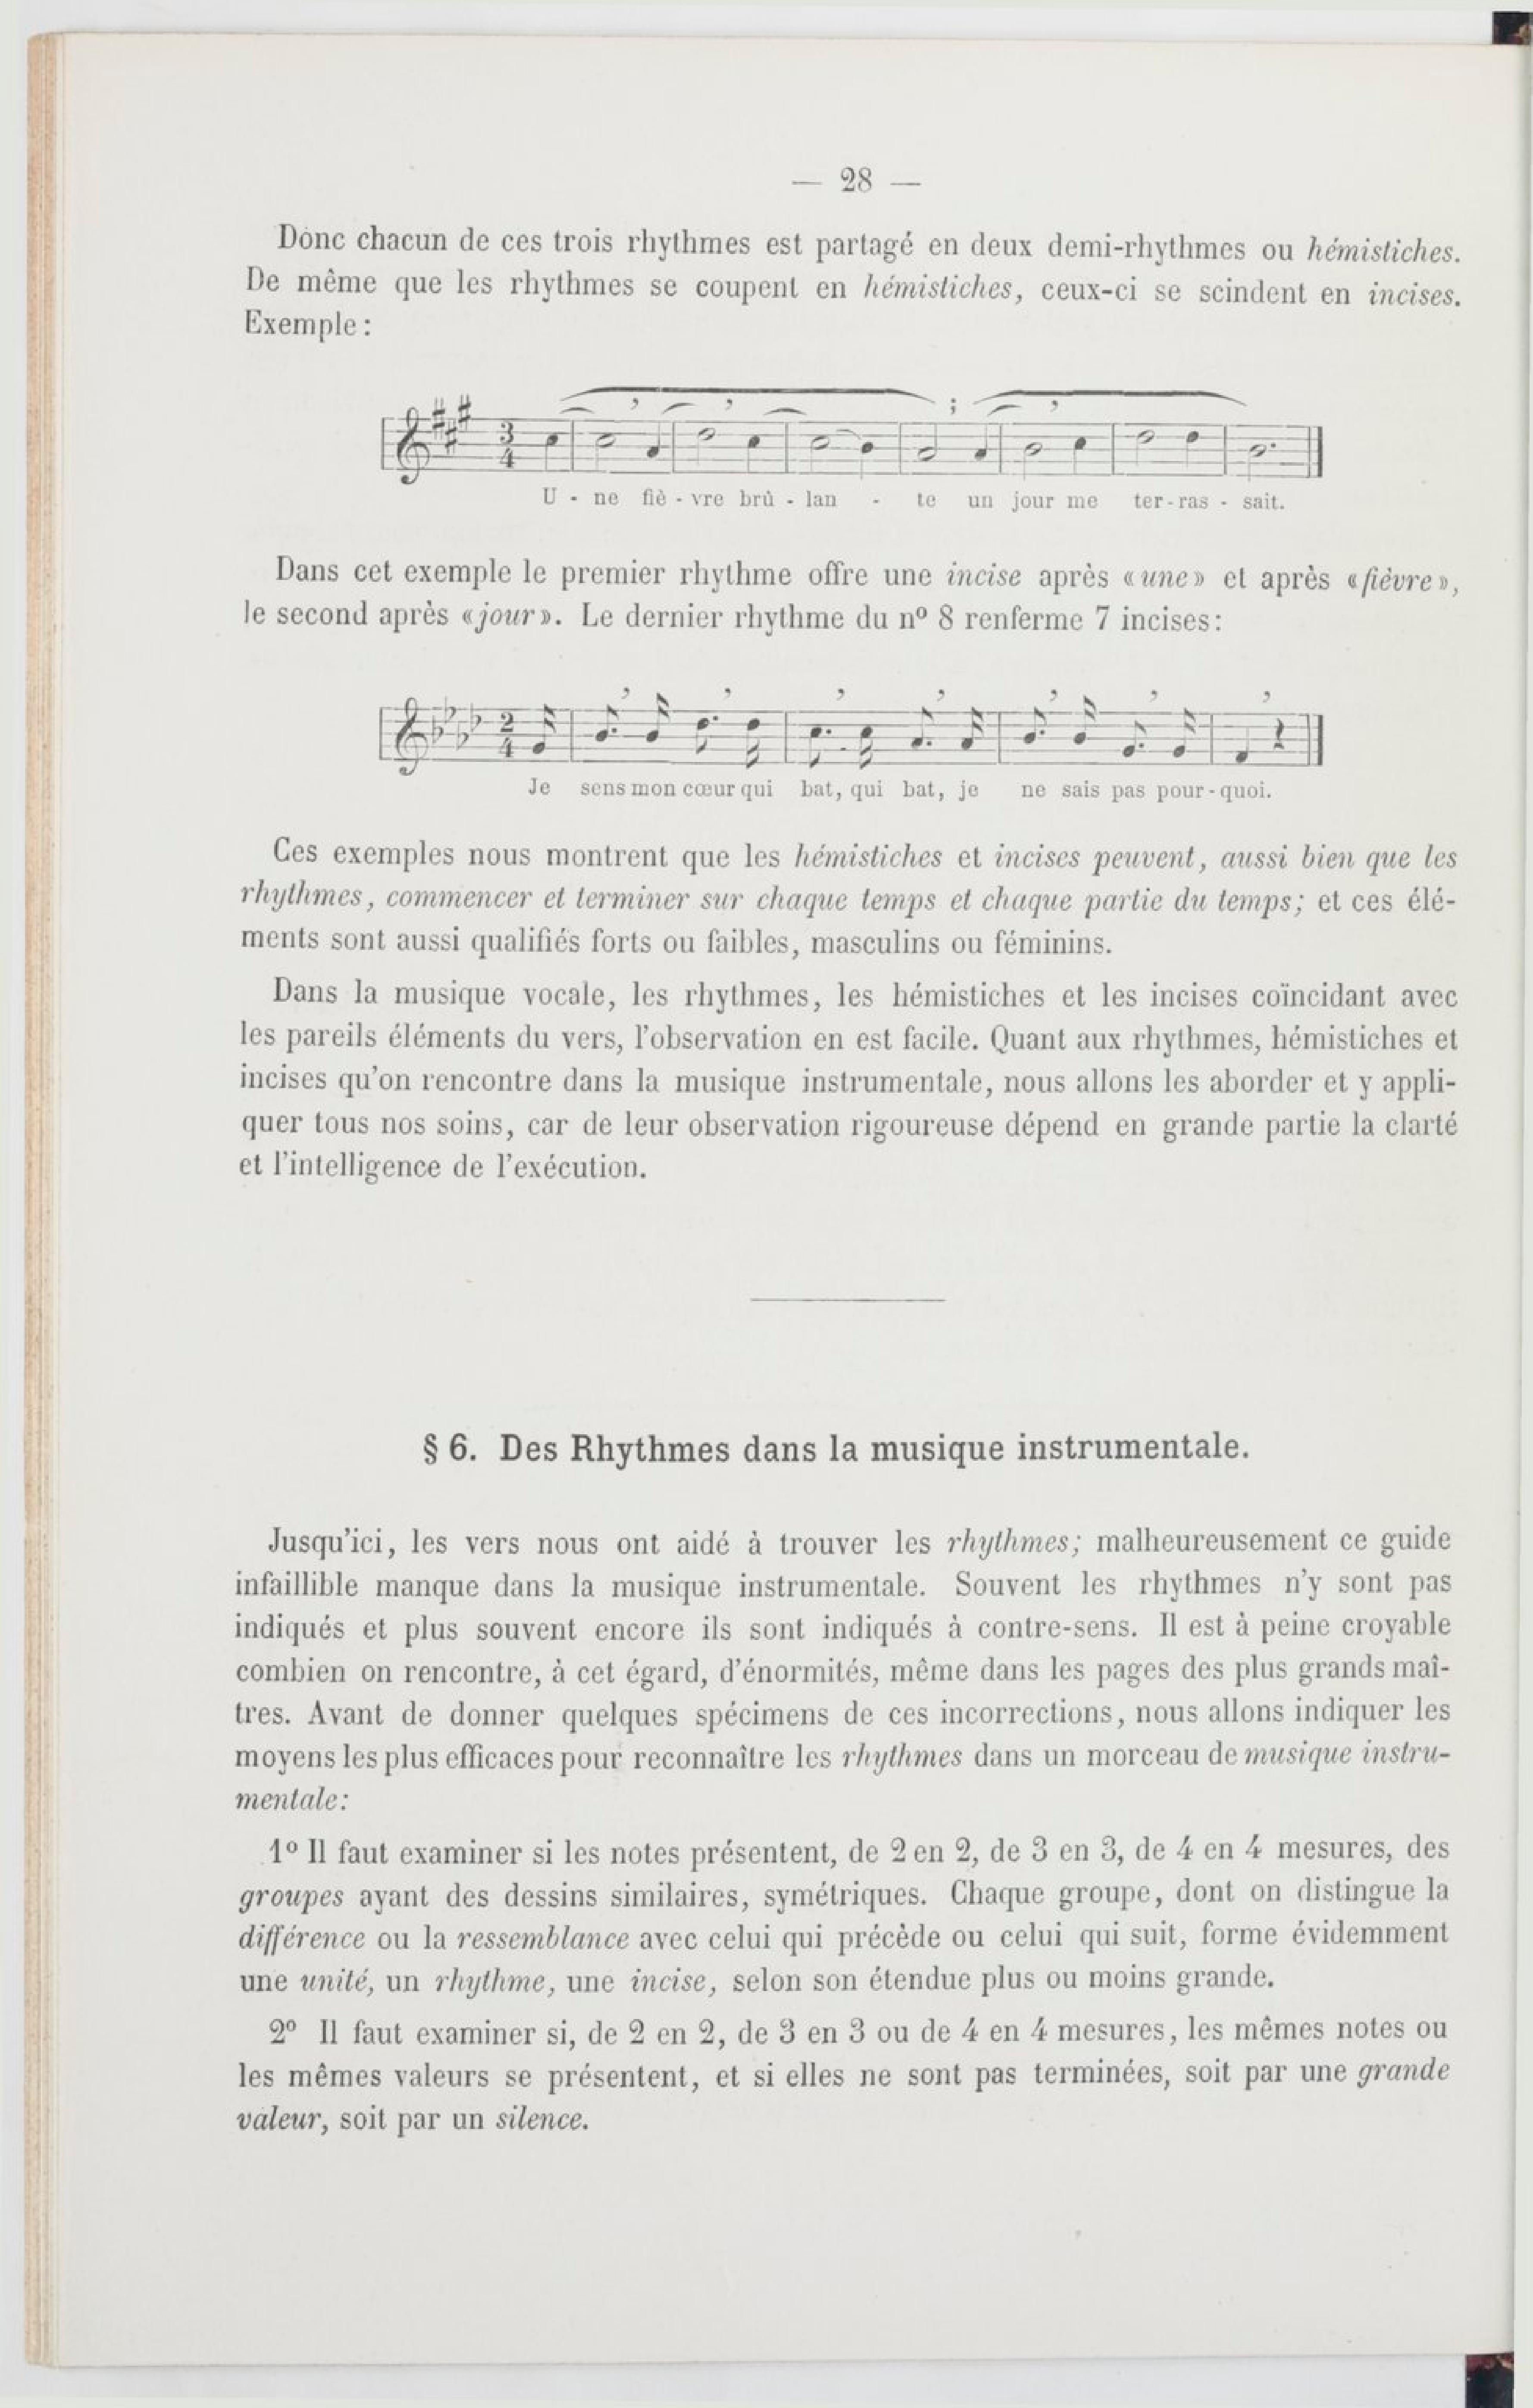 — 28 —
Donc chacun de ces trois rhythmes est partagé en deux demi-rhythmes ou hémistiches.
De même que les rhythmes se coupent en hémistiches, ceux-ci se scindent en incises.
Exemple:
3
4
U - ne fiè - vre brû - lan - te un jour me ter - ras - sait.
Dans cet exemple le premier rhythme offre une incise après «une» et après «fièvre»,
le second après «jour». Le dernier rhythme du nº 8 renferme 7 incises:
2
4
Je sens mon cœur qui bat, qui bat, je ne sais pas pour-quoi.
Ces exemples nous montrent que les hémistiches et incises peuvent, aussi bien que les
rhythmes, commencer et terminer sur chaque temps et chaque partie du temps; et ces élé-
ments sont aussi qualifiés forts ou faibles, masculins ou féminins.
Dans la musique vocale, les rhythmes, les hémistiches et les incises coïncidant avec
les pareils éléments du vers, l'observation en est facile. Quant aux rhythmes, hémistiches et
incises qu'on rencontre dans la musique instrumentale, nous allons les aborder et y appli-
quer tous nos soins, car de leur observation rigoureuse dépend en grande partie la clarté
et l'intelligence de l'exécution.
§ 6. Des Rhythmes dans la musique instrumentale.
Jusqu'ici, les vers nous ont aidé à trouver les rhythmes; malheureusement ce guide
infaillible manque dans la musique instrumentale. Souvent les rhythmes n'y sont pas
indiqués et plus souvent encore ils sont indiqués à contre-sens. Il est à peine croyable
combien on rencontre, à cet égard, d'énormités, même dans les pages des plus grands maî-
tres. Avant de donner quelques spécimens de ces incorrections, nous allons indiquer les
moyens les plus efficaces pour reconnaître les rhythmes dans un morceau de musique instru-
mentale:
1º Il faut examiner si les notes présentent, de 2 en 2, de 3 en 3, de 4 en 4 mesures, des
groupes ayant des dessins similaires, symétriques. Chaque groupe, dont on distingue la
différence ou la ressemblance avec celui qui précède ou celui qui suit, forme évidemment
une unité, un rhythme, une incise, selon son étendue plus ou moins grande.
2º Il faut examiner si, de 2 en 2, de 3 en 3 ou de 4 en 4 mesures, les mêmes notes ou
les mêmes valeurs se présentent, et si elles ne sont pas terminées, soit par une grande
valeur, soit par un silence.